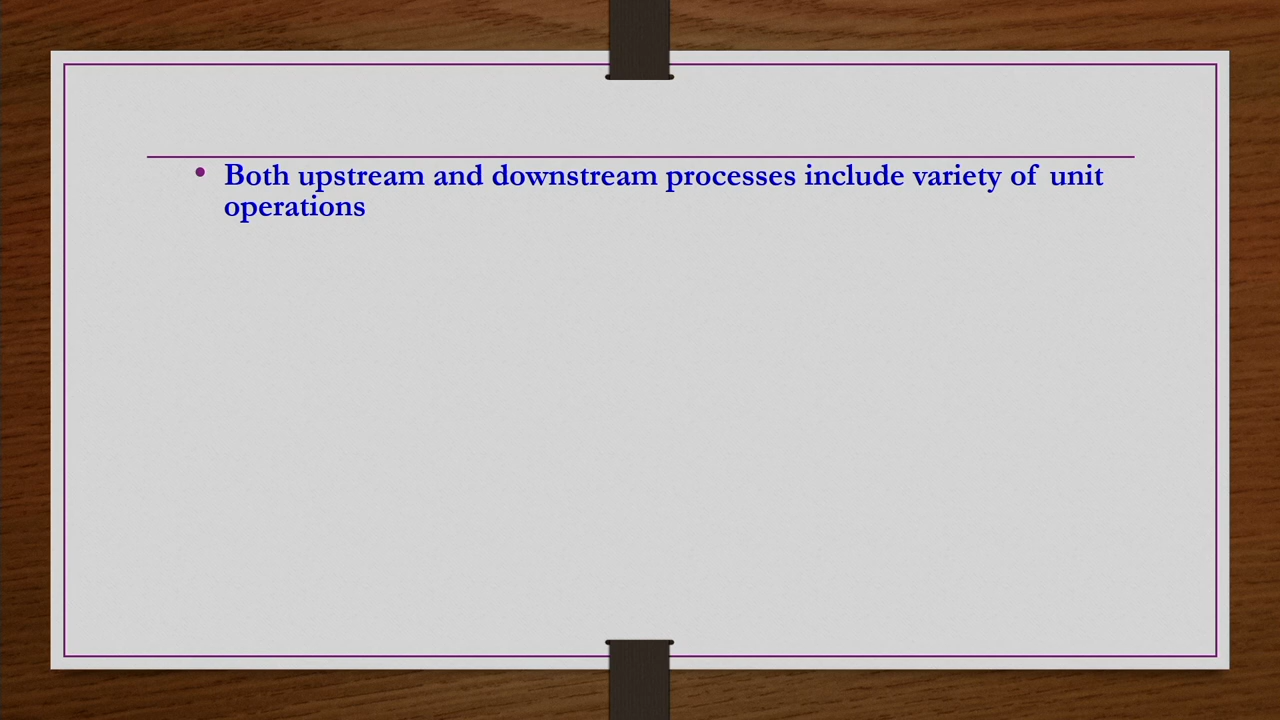 • Both upstream and downstream processes include variety of unit
operations